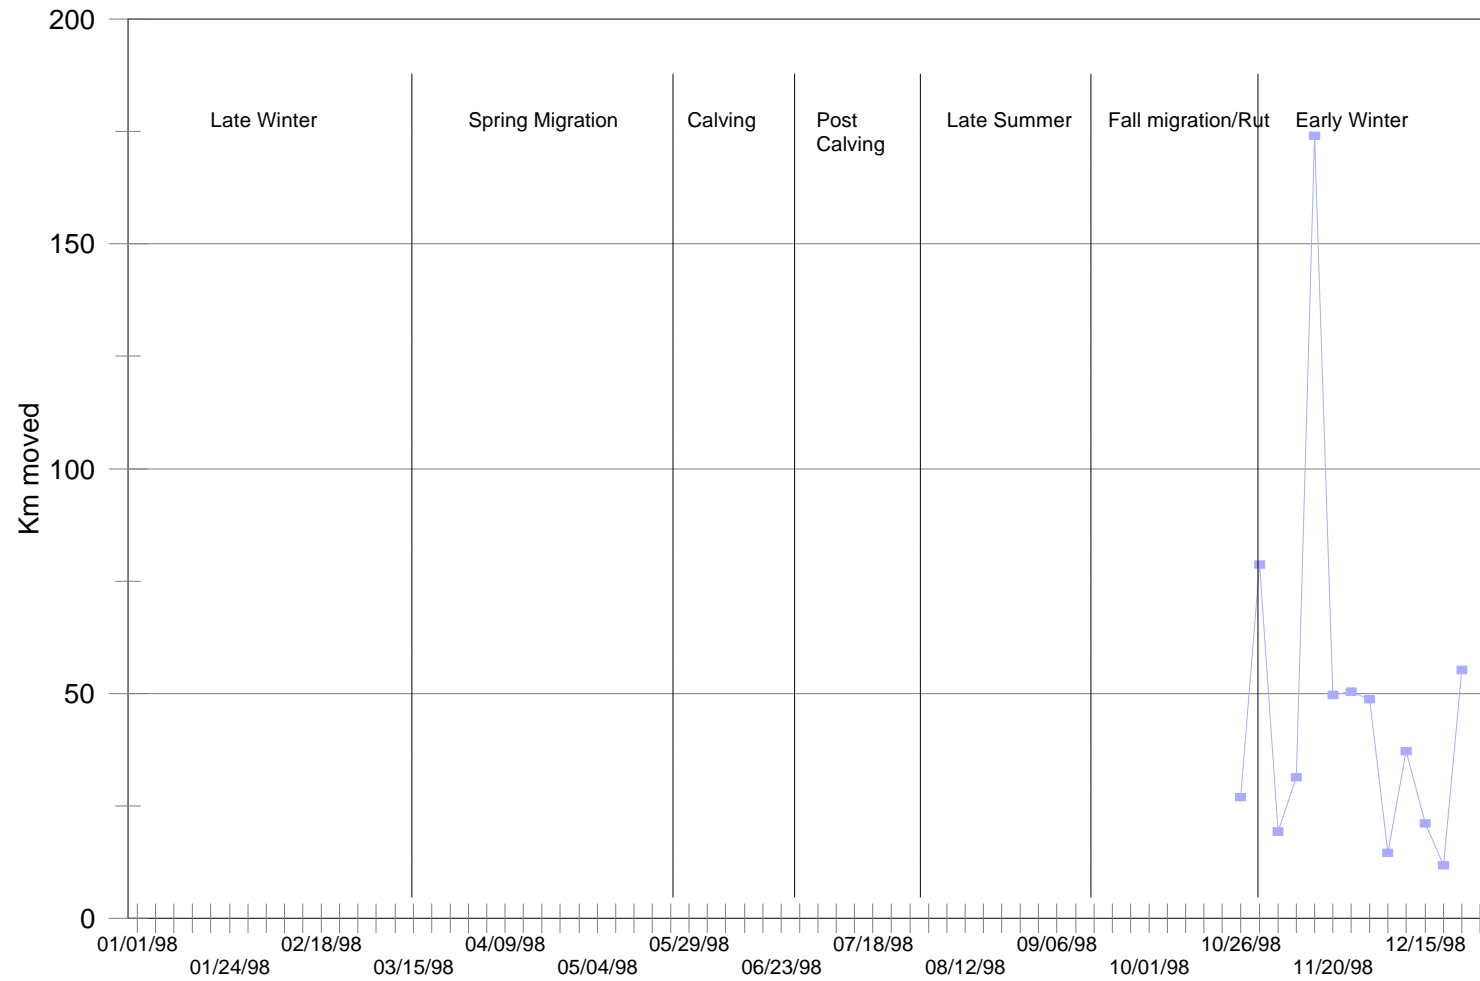 200
Late Winter
Spring Migration
Calving
Post
Calving
Late Summer
Fall migration/Rut
Early Winter
150
Km moved
100
50
0
01/01/98
02/18/98
04/09/98
05/29/98
07/18/98
09/06/98
10/26/98
12/15/98
01/24/98
03/15/98
05/04/98
06/23/98
08/12/98
10/01/98
11/20/98